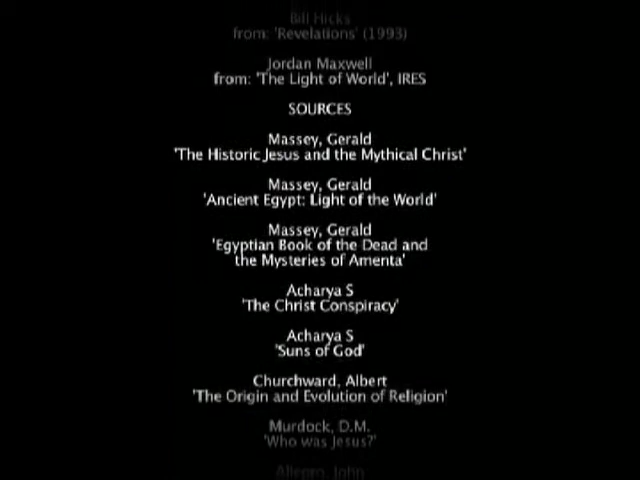 Bill Hicks
from: 'Revelations' (1993)
Jordan Maxwell
from: 'The Light of World', IRES
SOURCES
Massey, Gerald
'The Historic Jesus and the Mythical Christ'
Massey, Gerald
'Ancient Egypt: Light of the World'
Massey, Gerald
'Egyptian Book of the Dead and
the Mysteries of Amenta'
Acharya S
'The Christ Conspiracy'
Acharya S
'Suns of God'
Churchward, Albert
'The Origin and Evolution of Religion'
Murdock, D.M.
'Who was Jesus?'
Allegro, John